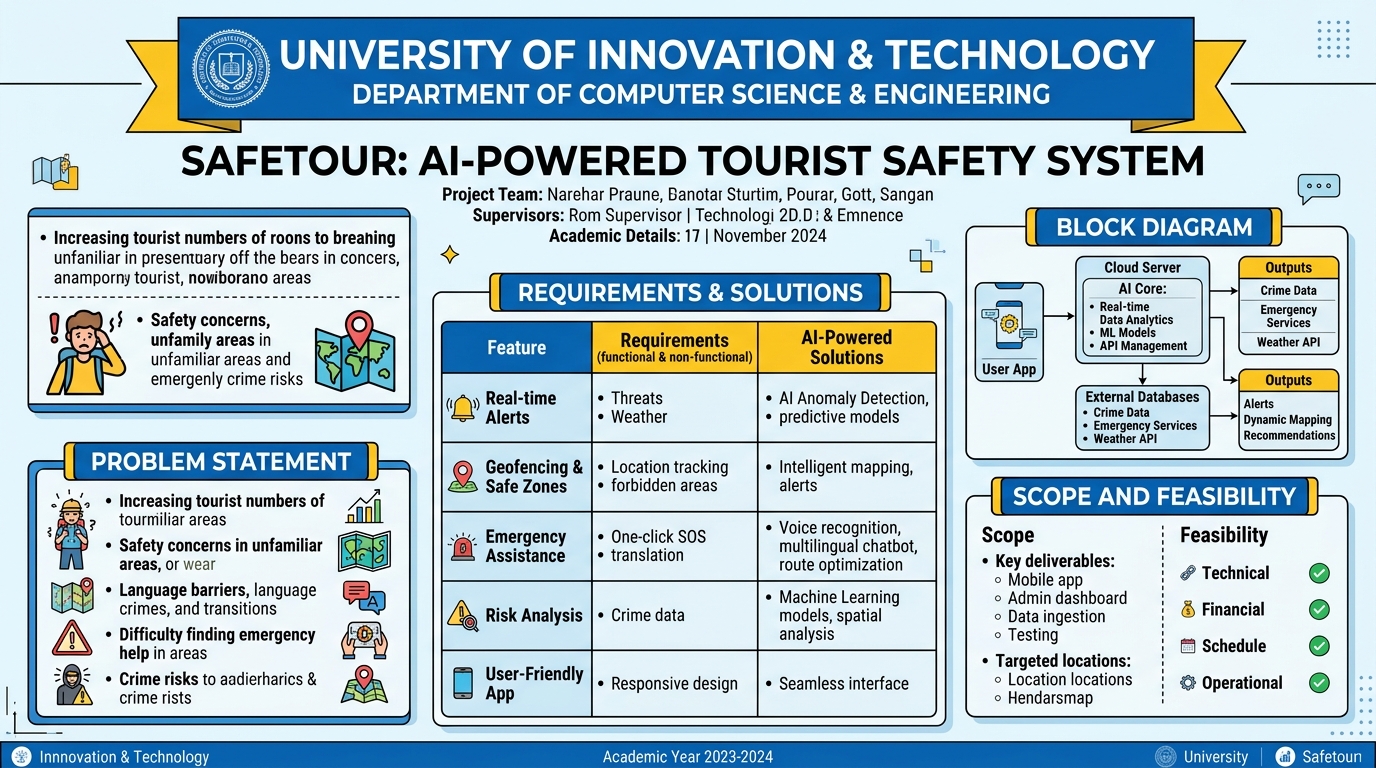 UNIVERSITY OF INNOVATION & TECHNOLOGY
DEPARTMENT OF COMPUTER SCIENCE & ENGINEERING
SAFETOUR: AI-POWERED TOURIST SAFETY SYSTEM
Project Team: Narehar Praune, Banotar Sturtim, Pourar, Gott, Sangan
Supervisors: Rom Supervisor | Technologi 2D.D: & Emnence
Academic Details: 17 | November 2024
• Increasing tourist numbers of roons to breahing
unfaniliar in presentuary off the bears in concers,
anamporny tourist, nowiborano areas
• Safety concerns,
unfamily areas in
unfamiliar areas and
emergenly crime risks
PROBLEM STATEMENT
• Increasing tourist numbers of
tourmiliar areas
• Safety concerns in unfamiliar
areas, or wear
• Language barriers, language
crimes, and transitions
• Difficulty finding emergency
help in areas
• Crime risks to aadierharics &
crime rists
REQUIREMENTS & SOLUTIONS
Feature
Requirements
(functional & non-functional)
AI-Powered
Solutions
Real-time
Alerts
• Threats
• Weather
• AI Anomaly Detection,
• predictive models
Geofencing &
Safe Zones
• Location tracking
• forbidden areas
• Intelligent mapping,
alerts
Emergency
Assistance
• One-click SOS
• translation
• Voice recognition,
multilingual chatbot,
route optimization
Risk Analysis
• Crime data
• Machine Learning
models, spatial
analysis
User-Friendly
App
• Responsive design
• Seamless interface
BLOCK DIAGRAM
User App
Cloud Server
AI Core:
• Real-time
Data Analytics
• ML Models
• API Management
External Databases
• Crime Data
• Emergency Services
• Weather API
Outputs
Crime Data
Emergency
Services
Weather API
Outputs
Alerts
Dynamic Mapping
Recommendations
SCOPE AND FEASIBILITY
Scope
• Key deliverables:
○ Mobile app
○ Admin dashboard
○ Data ingestion
○ Testing
• Targeted locations:
○ Location locations
○ Hendarsmap
Feasibility
Technical
Financial
Schedule
Operational
Innnovation & Technology
Academic Year 2023-2024
University
Safetoun